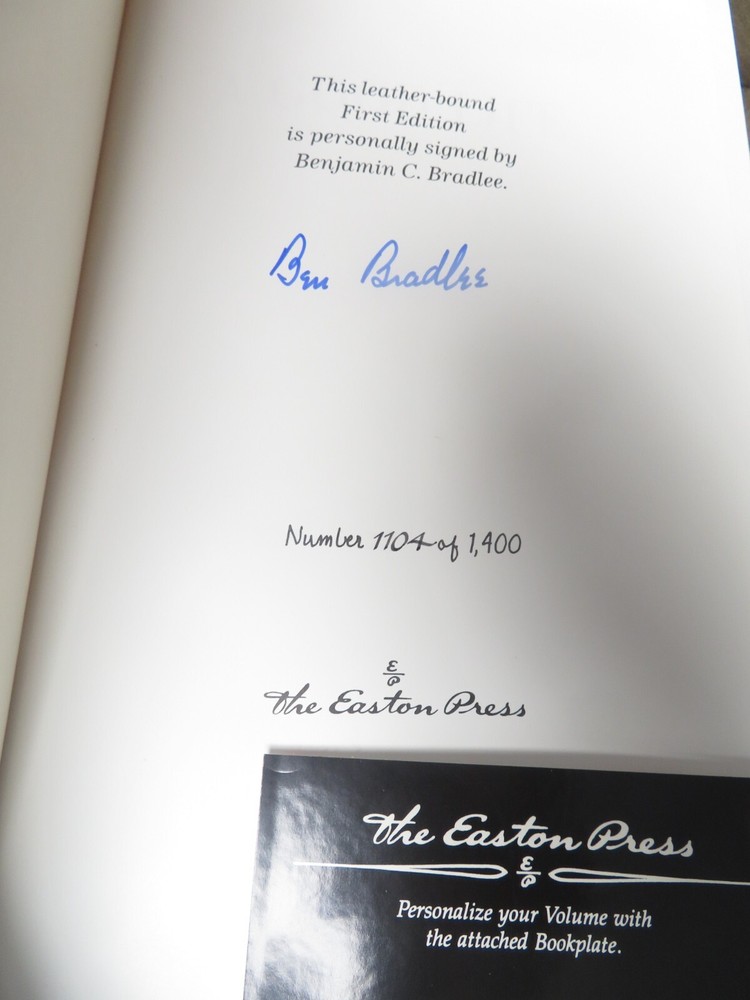 This leather-bound
First Edition
is personally signed by
Benjamin C. Bradlee.
Ben Bradlee
Number 1104 of 1,400
E
P
The Easton Press
The Easton Press
E
P
Personalize your Volume with
the attached Bookplate.